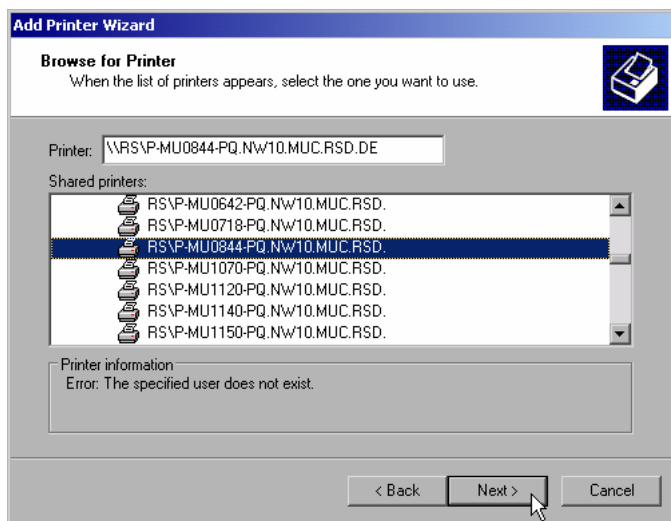 Add Printer Wizard
Browse for Printer
When the list of printers appears, select the one you want to use.
Printer: \\RS\P-MU0844-PQ.NW10.MUC.RSD.DE
Shared printers:
RS\P-MU0642-PQ.NW10.MUC.RSD.
RS\P-MU0718-PQ.NW10.MUC.RSD.
RS\P-MU0844-PQ.NW10.MUC.RSD.
RS\P-MU1070-PQ.NW10.MUC.RSD.
RS\P-MU1120-PQ.NW10.MUC.RSD.
RS\P-MU1140-PQ.NW10.MUC.RSD.
RS\P-MU1150-PQ.NW10.MUC.RSD.
Printer information
Error: The specified user does not exist.
< Back Next > Cancel